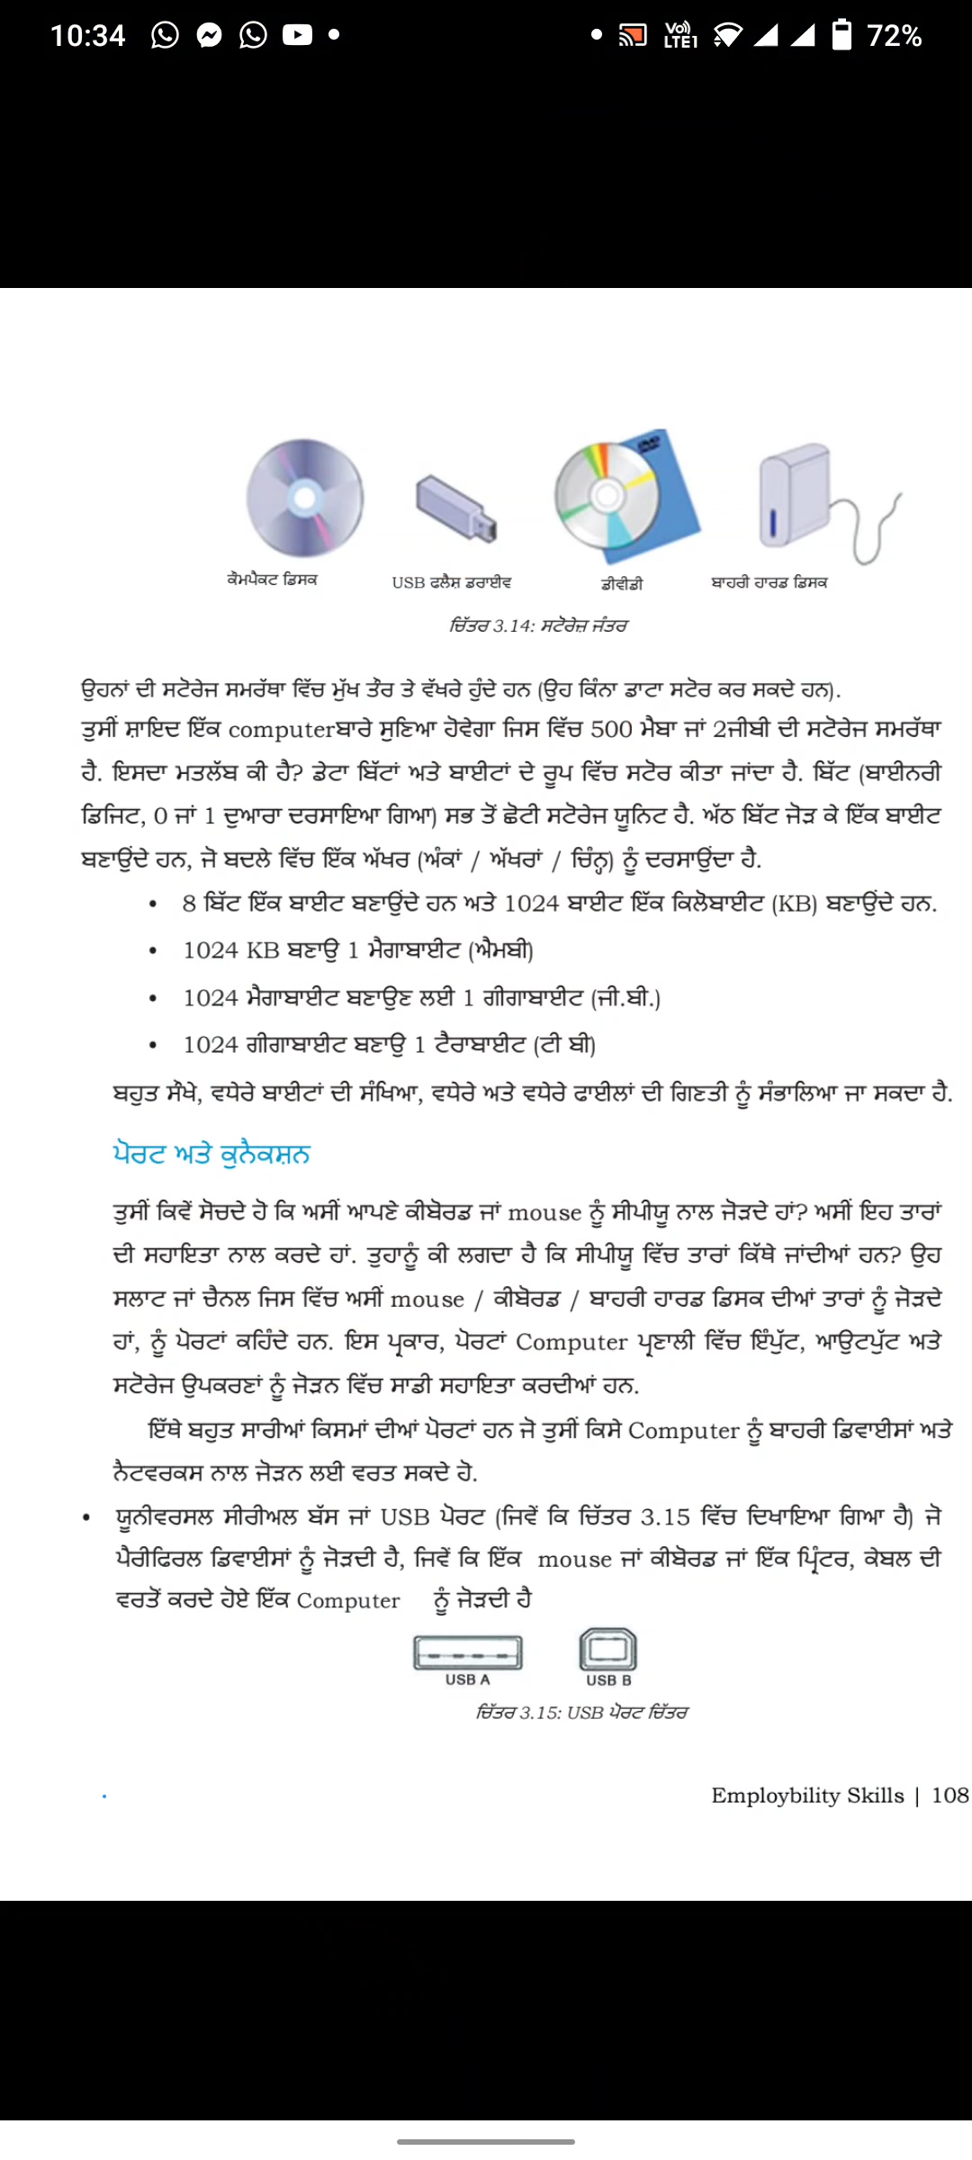 10:34
VoLTE1 72%
ਕੌਮਪੈਕਟ ਡਿਸਕ USB ਫਲੈਸ਼ ਡਰਾਈਵ ਡੀਵੀਡੀ ਬਾਹਰੀ ਹਾਰਡ ਡਿਸਕ
ਚਿੱਤਰ 3.14: ਸਟੋਰੇਜ਼ ਜੰਤਰ
ਉਹਨਾਂ ਦੀ ਸਟੋਰੇਜ ਸਮਰੱਥਾ ਵਿੱਚ ਮੁੱਖ ਤੌਰ ਤੇ ਵੱਖਰੇ ਹੁੰਦੇ ਹਨ (ਉਹ ਕਿੰਨਾ ਡਾਟਾ ਸਟੋਰ ਕਰ ਸਕਦੇ ਹਨ).
ਤੁਸੀਂ ਸ਼ਾਇਦ ਇੱਕ computerਬਾਰੇ ਸੁਣਿਆ ਹੋਵੇਗਾ ਜਿਸ ਵਿੱਚ 500 ਮੈਬਾ ਜਾਂ 2ਜੀਬੀ ਦੀ ਸਟੋਰੇਜ ਸਮਰੱਥਾ
ਹੈ. ਇਸਦਾ ਮਤਲੱਬ ਕੀ ਹੈ? ਡੇਟਾ ਬਿੱਟਾਂ ਅਤੇ ਬਾਈਟਾਂ ਦੇ ਰੂਪ ਵਿੱਚ ਸਟੋਰ ਕੀਤਾ ਜਾਂਦਾ ਹੈ. ਬਿੱਟ (ਬਾਈਨਰੀ
ਡਿਜਿਟ, 0 ਜਾਂ 1 ਦੁਆਰਾ ਦਰਸਾਇਆ ਗਿਆ) ਸਭ ਤੋਂ ਛੋਟੀ ਸਟੋਰੇਜ ਯੂਨਿਟ ਹੈ. ਅੱਠ ਬਿੱਟ ਜੋੜ ਕੇ ਇੱਕ ਬਾਈਟ
ਬਣਾਉਂਦੇ ਹਨ, ਜੋ ਬਦਲੇ ਵਿੱਚ ਇੱਕ ਅੱਖਰ (ਅੰਕਾਂ / ਅੱਖਰਾਂ / ਚਿੰਨ੍ਹ) ਨੂੰ ਦਰਸਾਉਂਦਾ ਹੈ.
• 8 ਬਿੱਟ ਇੱਕ ਬਾਈਟ ਬਣਾਉਂਦੇ ਹਨ ਅਤੇ 1024 ਬਾਈਟ ਇੱਕ ਕਿਲੋਬਾਈਟ (KB) ਬਣਾਉਂਦੇ ਹਨ.
• 1024 KB ਬਣਾਉ 1 ਮੈਗਾਬਾਈਟ (ਐਮਬੀ)
• 1024 ਮੈਗਾਬਾਈਟ ਬਣਾਉਣ ਲਈ 1 ਗੀਗਾਬਾਈਟ (ਜੀ.ਬੀ.)
• 1024 ਗੀਗਾਬਾਈਟ ਬਣਾਉ 1 ਟੈਰਾਬਾਈਟ (ਟੀ ਬੀ)
ਬਹੁਤ ਸੌਖੇ, ਵਧੇਰੇ ਬਾਈਟਾਂ ਦੀ ਸੰਖਿਆ, ਵਧੇਰੇ ਅਤੇ ਵਧੇਰੇ ਫਾਈਲਾਂ ਦੀ ਗਿਣਤੀ ਨੂੰ ਸੰਭਾਲਿਆ ਜਾ ਸਕਦਾ ਹੈ.
ਪੋਰਟ ਅਤੇ ਕੁਨੈਕਸ਼ਨ
ਤੁਸੀਂ ਕਿਵੇਂ ਸੋਚਦੇ ਹੋ ਕਿ ਅਸੀਂ ਆਪਣੇ ਕੀਬੋਰਡ ਜਾਂ mouse ਨੂੰ ਸੀਪੀਯੂ ਨਾਲ ਜੋੜਦੇ ਹਾਂ? ਅਸੀਂ ਇਹ ਤਾਰਾਂ
ਦੀ ਸਹਾਇਤਾ ਨਾਲ ਕਰਦੇ ਹਾਂ. ਤੁਹਾਨੂੰ ਕੀ ਲਗਦਾ ਹੈ ਕਿ ਸੀਪੀਯੂ ਵਿੱਚ ਤਾਰਾਂ ਕਿੱਥੇ ਜਾਂਦੀਆਂ ਹਨ? ਉਹ
ਸਲਾਟ ਜਾਂ ਚੈਨਲ ਜਿਸ ਵਿੱਚ ਅਸੀਂ mouse / ਕੀਬੋਰਡ / ਬਾਹਰੀ ਹਾਰਡ ਡਿਸਕ ਦੀਆਂ ਤਾਰਾਂ ਨੂੰ ਜੋੜਦੇ
ਹਾਂ, ਨੂੰ ਪੋਰਟਾਂ ਕਹਿੰਦੇ ਹਨ. ਇਸ ਪ੍ਰਕਾਰ, ਪੋਰਟਾਂ Computer ਪ੍ਰਣਾਲੀ ਵਿੱਚ ਇੰਪੁੱਟ, ਆਉਟਪੁੱਟ ਅਤੇ
ਸਟੋਰੇਜ ਉਪਕਰਣਾਂ ਨੂੰ ਜੋੜਨ ਵਿੱਚ ਸਾਡੀ ਸਹਾਇਤਾ ਕਰਦੀਆਂ ਹਨ.
ਇੱਥੇ ਬਹੁਤ ਸਾਰੀਆਂ ਕਿਸਮਾਂ ਦੀਆਂ ਪੋਰਟਾਂ ਹਨ ਜੋ ਤੁਸੀਂ ਕਿਸੇ Computer ਨੂੰ ਬਾਹਰੀ ਡਿਵਾਈਸਾਂ ਅਤੇ
ਨੈਟਵਰਕਸ ਨਾਲ ਜੋੜਨ ਲਈ ਵਰਤ ਸਕਦੇ ਹੋ.
• ਯੂਨੀਵਰਸਲ ਸੀਰੀਅਲ ਬੱਸ ਜਾਂ USB ਪੋਰਟ (ਜਿਵੇਂ ਕਿ ਚਿੱਤਰ 3.15 ਵਿੱਚ ਦਿਖਾਇਆ ਗਿਆ ਹੈ) ਜੋ
ਪੈਰੀਫਿਰਲ ਡਿਵਾਈਸਾਂ ਨੂੰ ਜੋੜਦੀ ਹੈ, ਜਿਵੇਂ ਕਿ ਇੱਕ mouse ਜਾਂ ਕੀਬੋਰਡ ਜਾਂ ਇੱਕ ਪ੍ਰਿੰਟਰ, ਕੇਬਲ ਦੀ
ਵਰਤੋਂ ਕਰਦੇ ਹੋਏ ਇੱਕ Computer ਨੂੰ ਜੋੜਦੀ ਹੈ
USB A USB B
ਚਿੱਤਰ 3.15: USB ਪੋਰਟ ਚਿੱਤਰ
Employbility Skills | 108